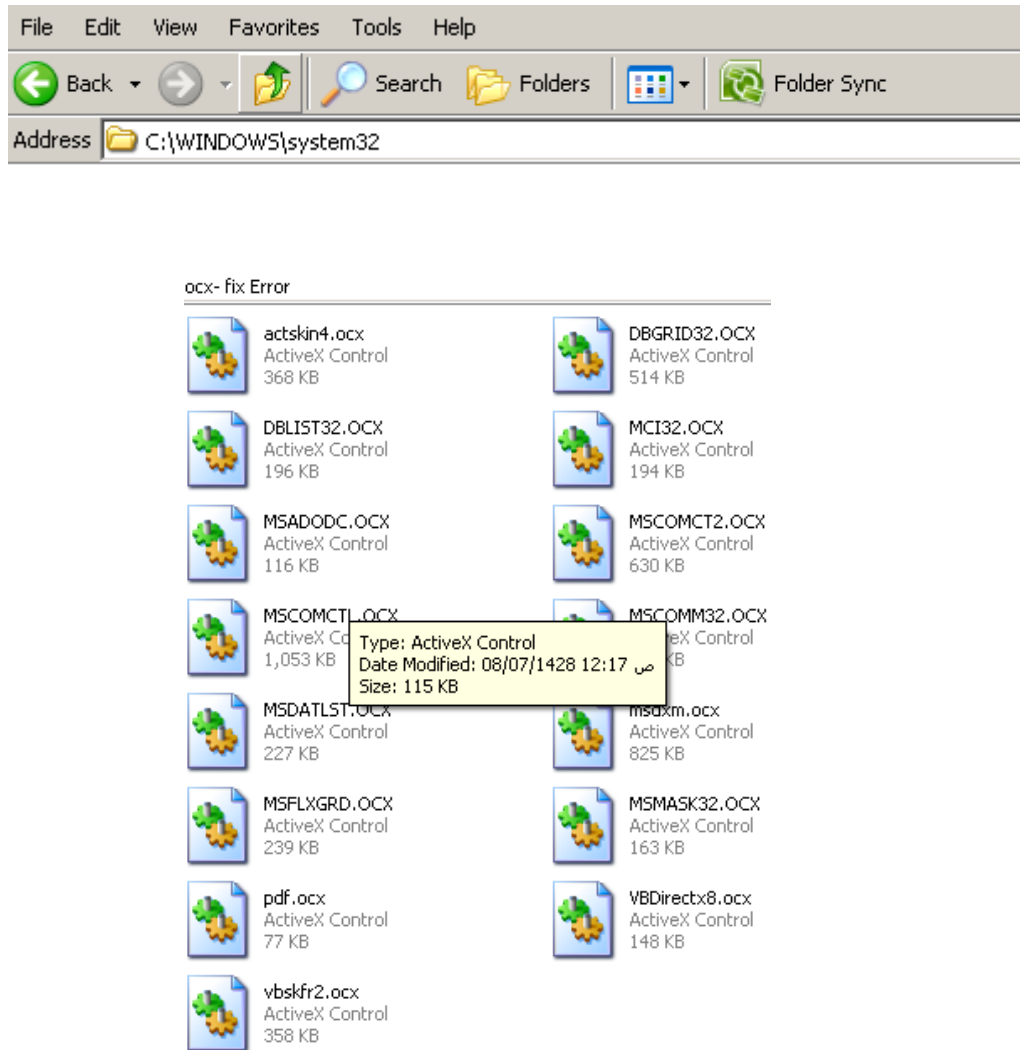 File Edit View Favorites Tools Help
Back Search Folders Folder Sync
Address C:\WINDOWS\system32
ocx- fix Error
actskin4.ocx
ActiveX Control
368 KB
DBGRID32.OCX
ActiveX Control
514 KB
DBLIST32.OCX
ActiveX Control
196 KB
MCI32.OCX
ActiveX Control
194 KB
MSADODC.OCX
ActiveX Control
116 KB
MSCOMCT2.OCX
ActiveX Control
630 KB
MSCOMCTL.OCX
ActiveX Co
1,053 KB
MSCOMM32.OCX
eX Control
KB
Type: ActiveX Control
Date Modified: 08/07/1428 12:17 ص
Size: 115 KB
MSDATLST.OCX
ActiveX Control
227 KB
msdxm.ocx
ActiveX Control
825 KB
MSFLXGRD.OCX
ActiveX Control
239 KB
MSMASK32.OCX
ActiveX Control
163 KB
pdf.ocx
ActiveX Control
77 KB
VBDirectx8.ocx
ActiveX Control
148 KB
vbskfr2.ocx
ActiveX Control
358 KB